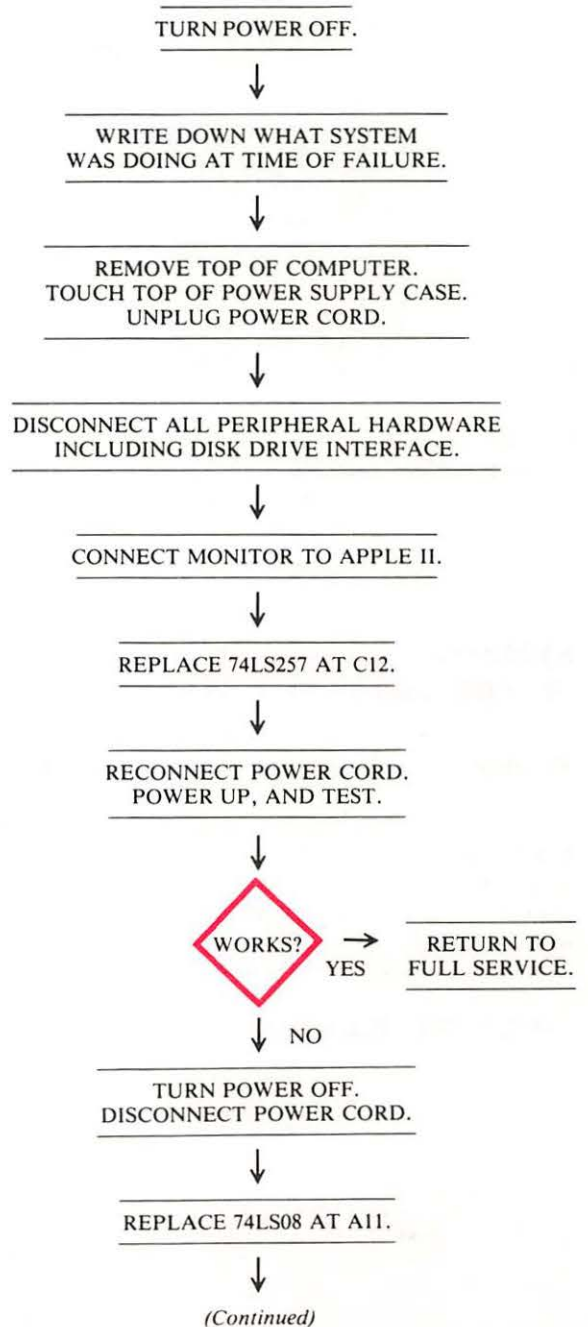 TURN POWER OFF.
WRITE DOWN WHAT SYSTEM
WAS DOING AT TIME OF FAILURE.
REMOVE TOP OF COMPUTER.
TOUCH TOP OF POWER SUPPLY CASE.
UNPLUG POWER CORD.
DISCONNECT ALL PERIPHERAL HARDWARE
INCLUDING DISK DRIVE INTERFACE.
CONNECT MONITOR TO APPLE II.
REPLACE 74LS257 AT C12.
RECONNECT POWER CORD.
POWER UP, AND TEST.
WORKS?
YES
RETURN TO
FULL SERVICE.
NO
TURN POWER OFF.
DISCONNECT POWER CORD.
REPLACE 74LS08 AT A11.
(Continued)